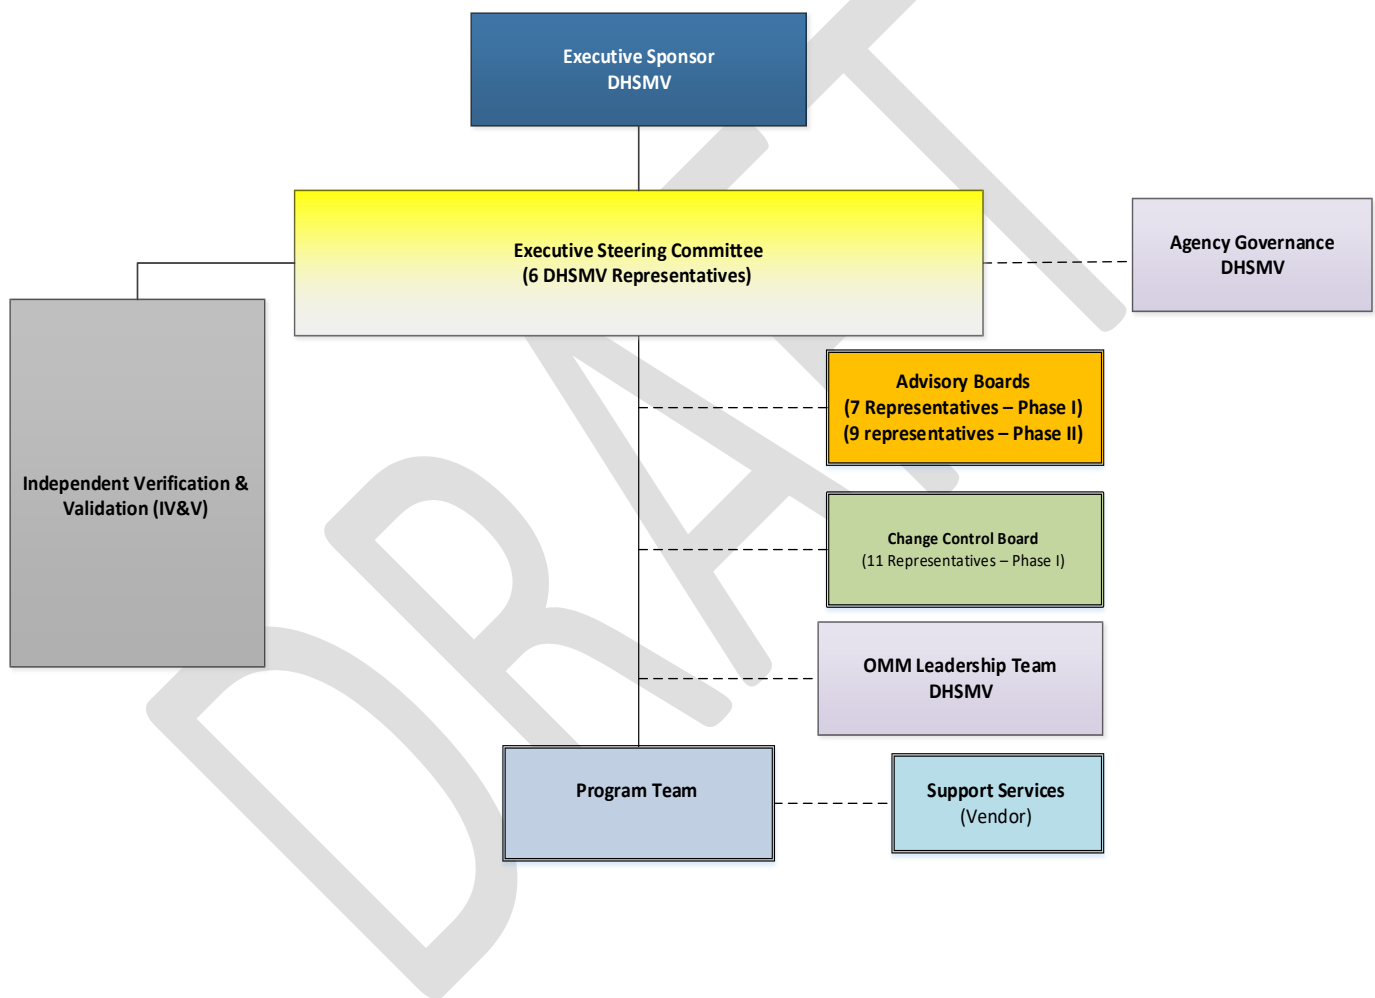 Executive Sponsor
DHSMV
Executive Steering Committee
(6 DHSMV Representatives)
Agency Governance
DHSMV
Advisory Boards
(7 Representatives – Phase I)
(9 representatives – Phase II)
Independent Verification &
Validation (IV&V)
Change Control Board
(11 Representatives – Phase I)
OMM Leadership Team
DHSMV
Program Team
Support Services
(Vendor)
DRAFT